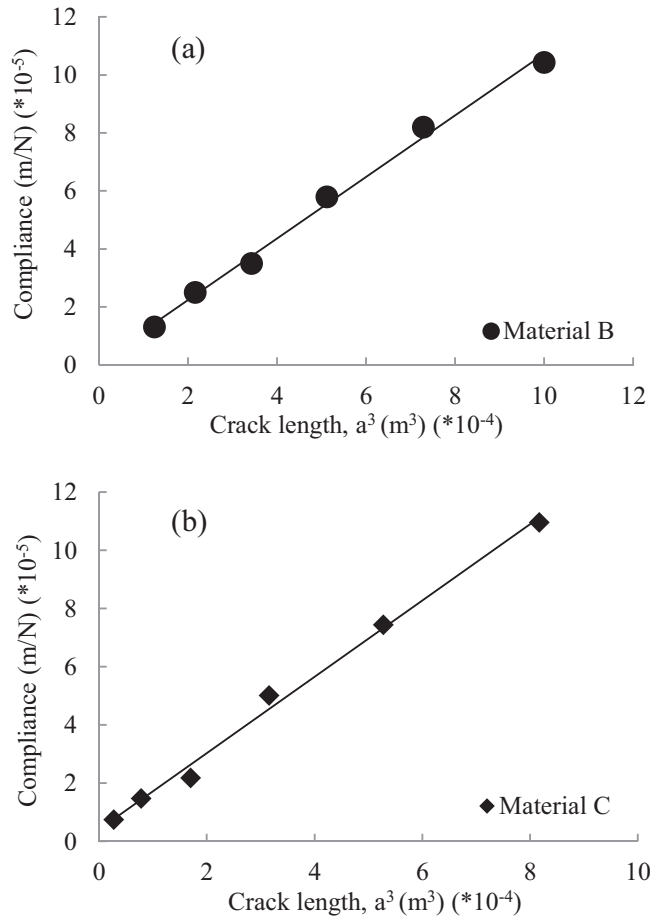 (a)
12
10
8
6
4
2
0
Compliance (m/N) (*10⁻⁵)
Material B
0 2 4 6 8 10 12
Crack length, a³ (m³) (*10⁻⁴)
(b)
12
10
8
6
4
2
0
Compliance (m/N) (*10⁻⁵)
Material C
0 2 4 6 8 10
Crack length, a³ (m³) (*10⁻⁴)